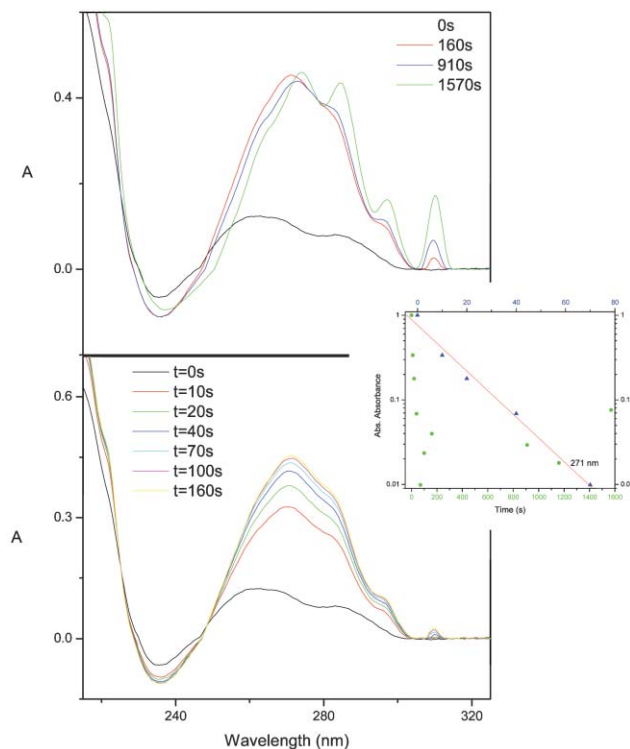 0s
160s
910s
1570s
0.4
A
0.0
0 20 40 60 80
1 1
0.1 0.1
0.01 0.0
Abs. Absorbance
271 nm
0 200 400 600 800 1000 1200 1400 1600
Time (s)
t=0s
t=10s
t=20s
t=40s
t=70s
t=100s
t=160s
0.6
0.3
A
0.0
240 280 320
Wavelength (nm)